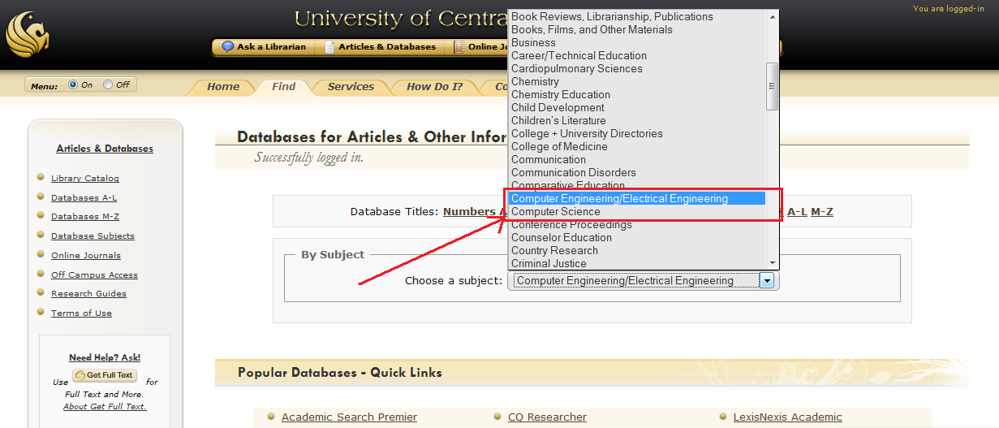 You are logged-in
University of Centra
Ask a Librarian Articles & Databases Online Jo
Menu: On Off
Home Find Services How Do I? Co
Articles & Databases
Library Catalog
Databases A-L
Databases M-Z
Database Subjects
Online Journals
Off Campus Access
Research Guides
Terms of Use
Need Help? Ask!
Use Get Full Text for
Full Text and More.
About Get Full Text.
Databases for Articles & Other Infor
Successfully logged in.
Database Titles: Numbers A A-L M-Z
By Subject
Book Reviews, Librarianship, Publications
Books, Films, and Other Materials
Business
Career/Technical Education
Cardiopulmonary Sciences
Chemistry
Chemistry Education
Child Development
Children's Literature
College + University Directories
College of Medicine
Communication
Communication Disorders
Comparative Education
Computer Engineering/Electrical Engineering
Computer Science
Conference Proceedings
Counselor Education
Country Research
Criminal Justice
Choose a subject: Computer Engineering/Electrical Engineering
Popular Databases - Quick Links
Academic Search Premier CQ Researcher LexisNexis Academic